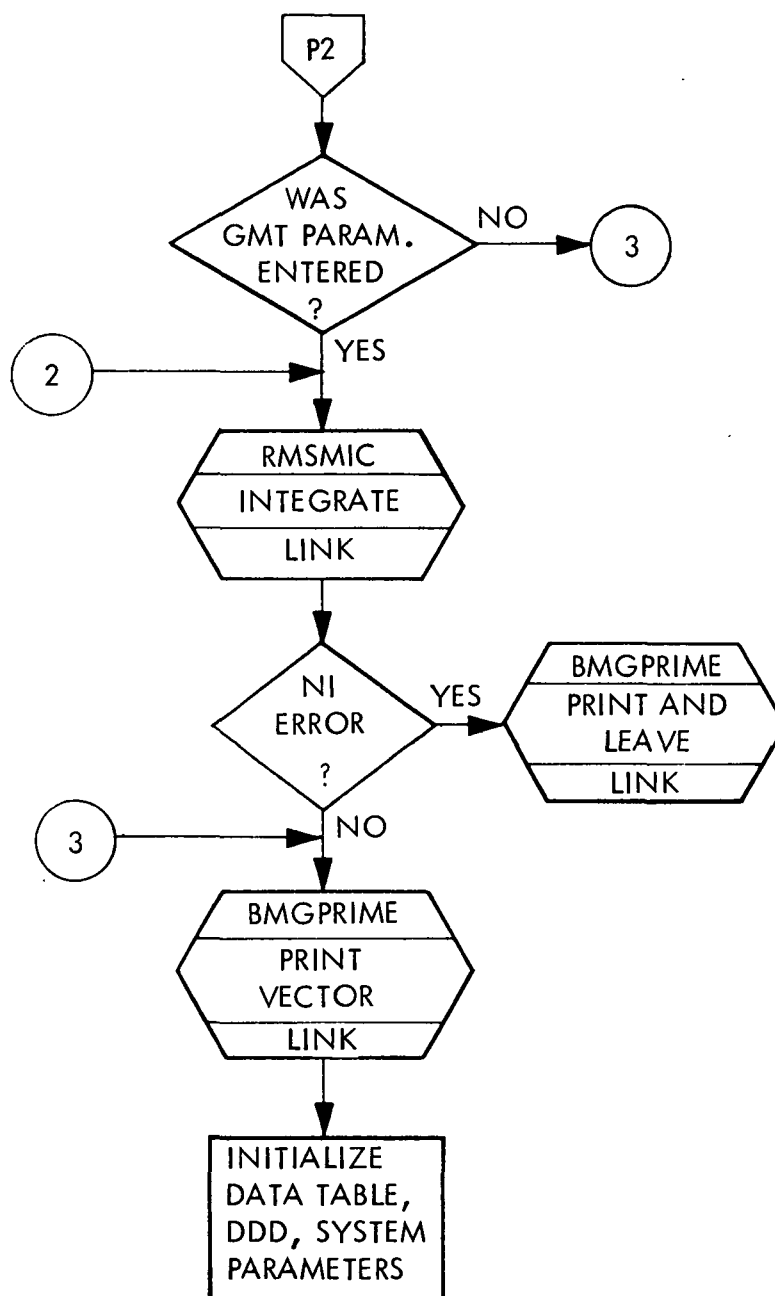 P2
WAS
GMT PARAM.
ENTERED
?
NO
3
YES
2
RMSMIC
INTEGRATE
LINK
NI
ERROR
?
YES
BMGPRIME
PRINT AND
LEAVE
LINK
NO
3
BMGPRIME
PRINT
VECTOR
LINK
INITIALIZE
DATA TABLE,
DDD, SYSTEM
PARAMETERS